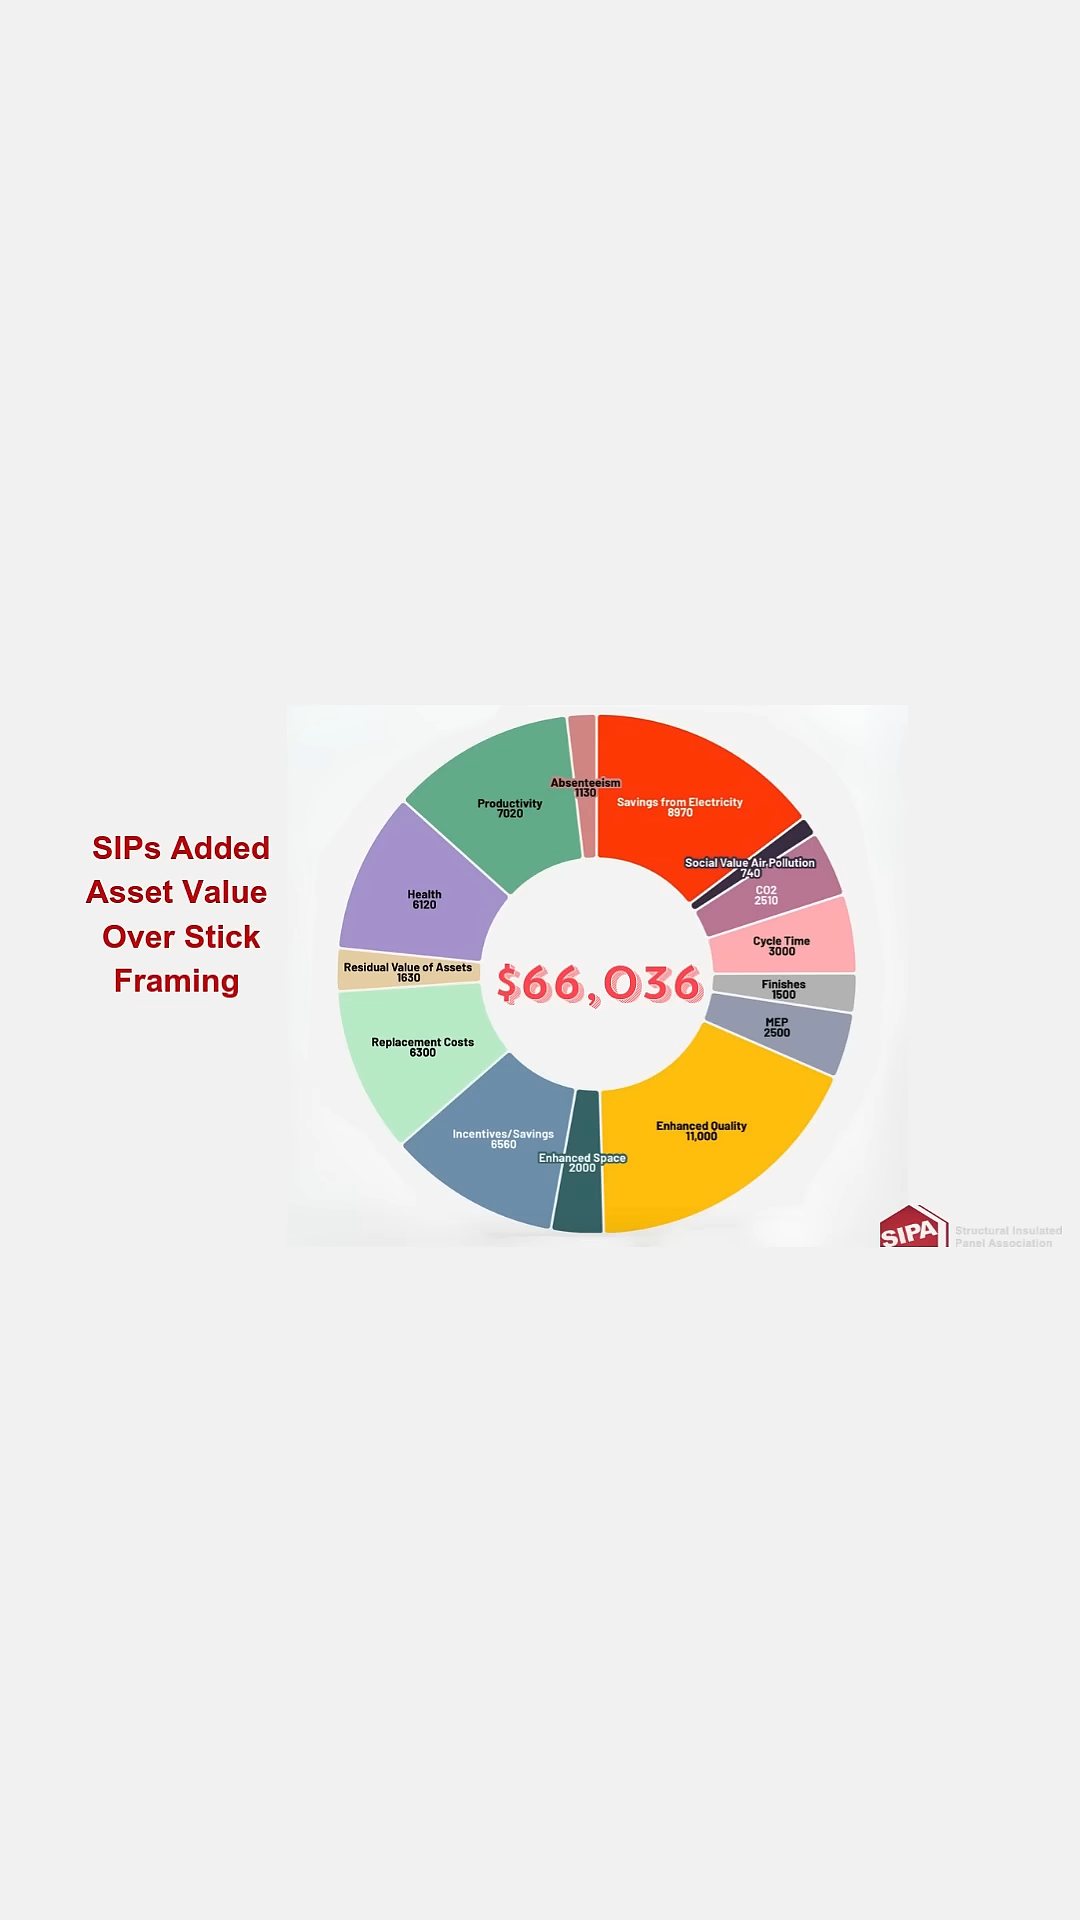 SIPs Added
Asset Value
Over Stick
Framing
Absenteeism
1130
Savings from Electricity
8970
Productivity
7020
Social Value Air Pollution
740
CO2
2510
Health
6120
Cycle Time
3000
Residual Value of Assets
1630
$66,036
Finishes
1500
MEP
2500
Replacement Costs
6300
Enhanced Quality
11,000
Incentives/Savings
6560
Enhanced Space
2000
SIPA
Structural Insulated
Panel Association